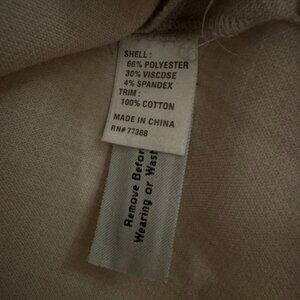 SHELL :
66% POLYESTER
30% VISCOSE
4% SPANDEX
TRIM :
100% COTTON
MADE IN CHINA
RN# 77388
Remove Before
Wearing or Wash